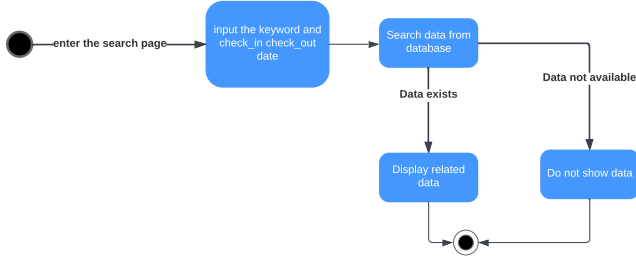 enter the search page
input the keyword and
check_in check_out
date
Search data from
database
Data exists
Data not available
Display related
data
Do not show data